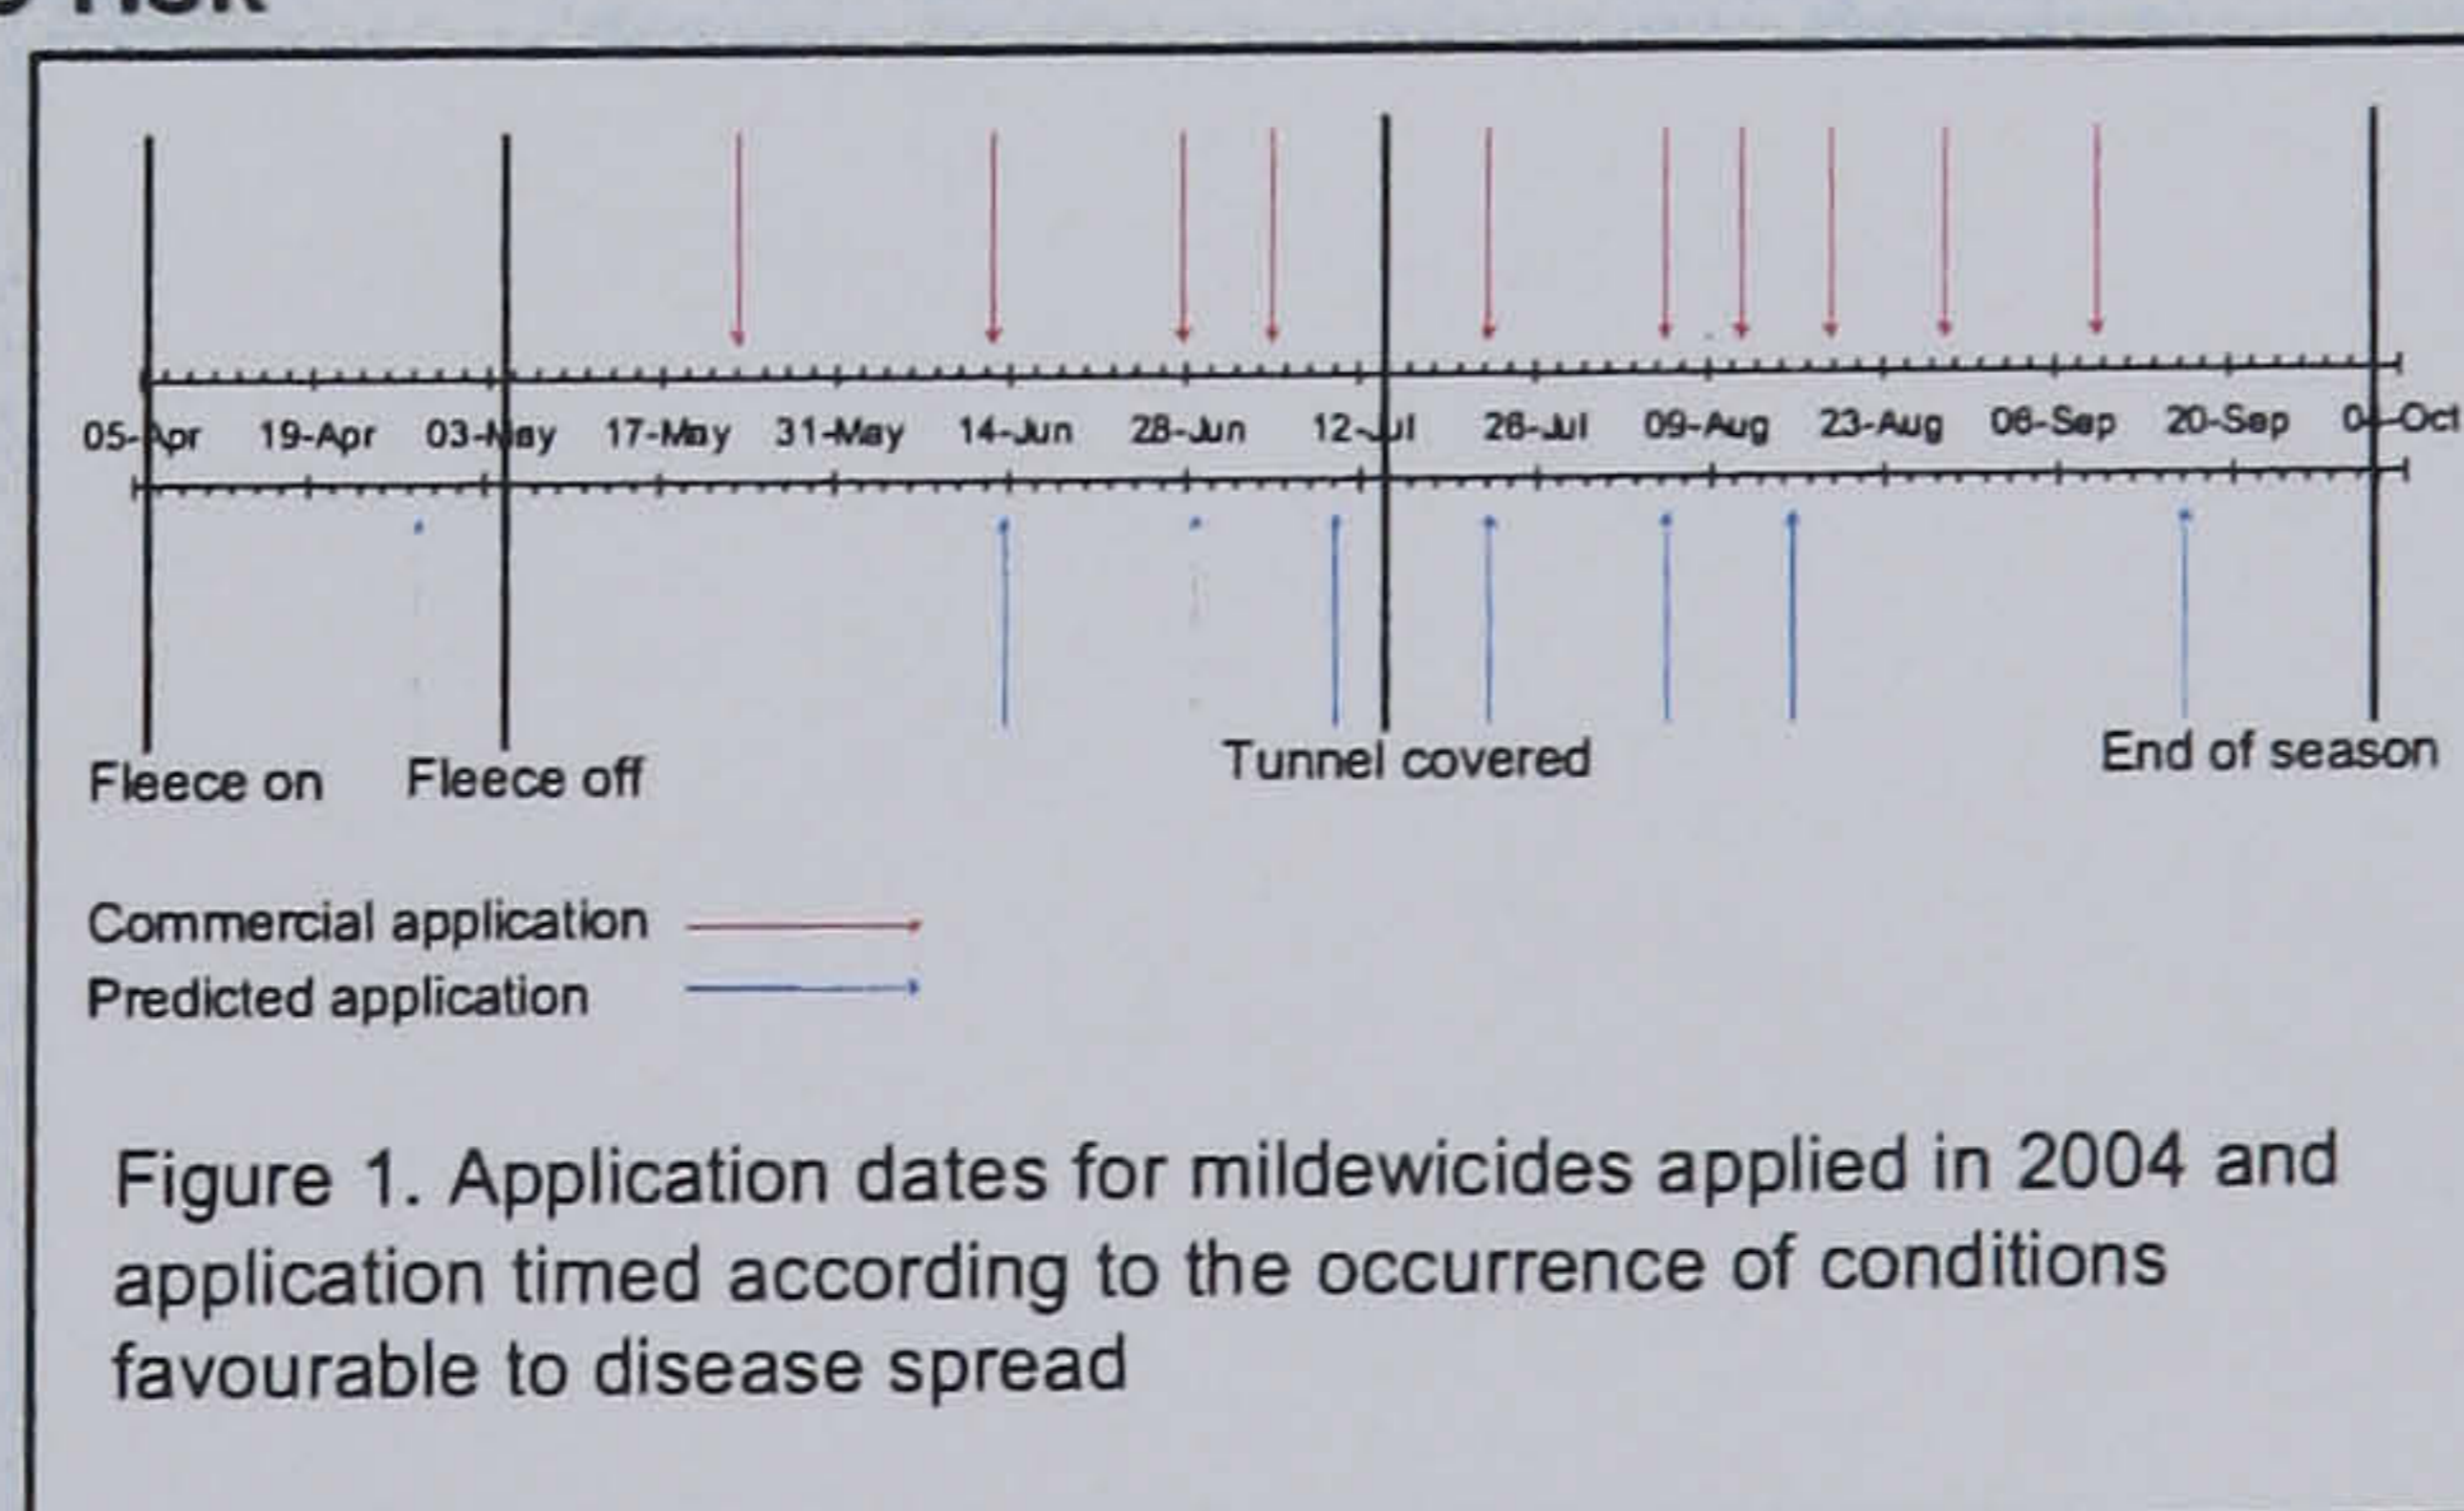 05-Apr 19-Apr 03-May 17-May 31-May 14-Jun 28-Jun 12-Jul 26-Jul 09-Aug 23-Aug 06-Sep 20-Sep 04-Oct
Fleece on Fleece off Tunnel covered End of season
Commercial application
Predicted application
Figure 1. Application dates for mildewicides applied in 2004 and
application timed according to the occurrence of conditions
favourable to disease spread